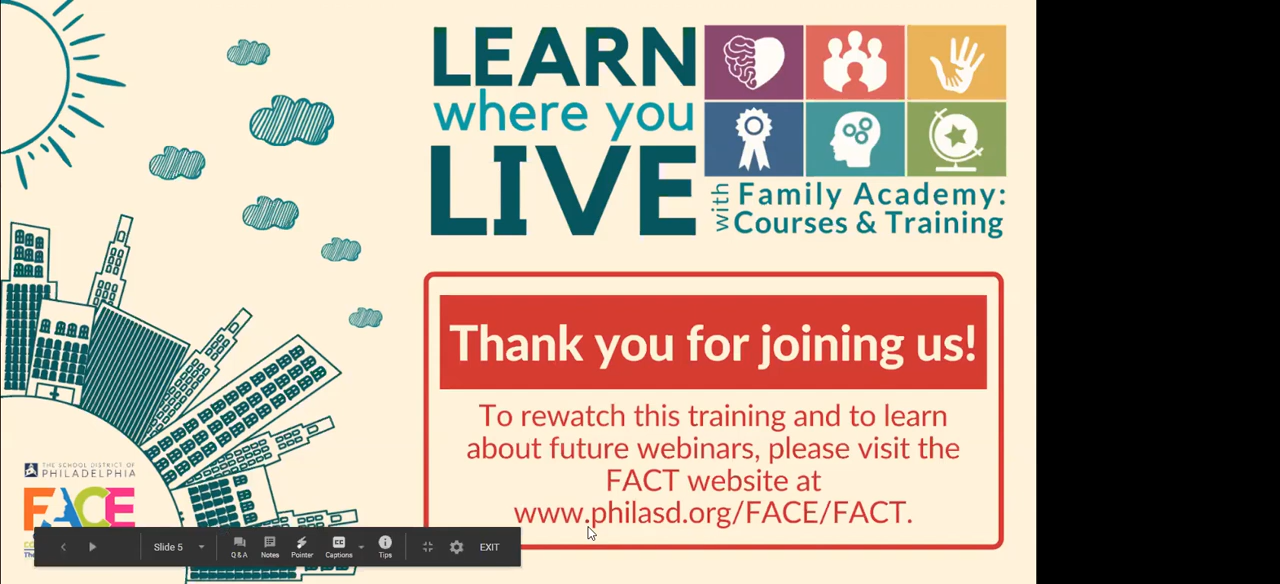 LEARN
where you
LIVE
with Family Academy:
Courses & Training
Thank you for joining us!
To rewatch this training and to learn
about future webinars, please visit the
FACT website at
www.philasd.org/FACE/FACT.
THE SCHOOL DISTRICT OF
PHILADELPHIA
FACE
Slide 5
Q & A
Notes
Pointer
Captions
CC
Tips
EXIT